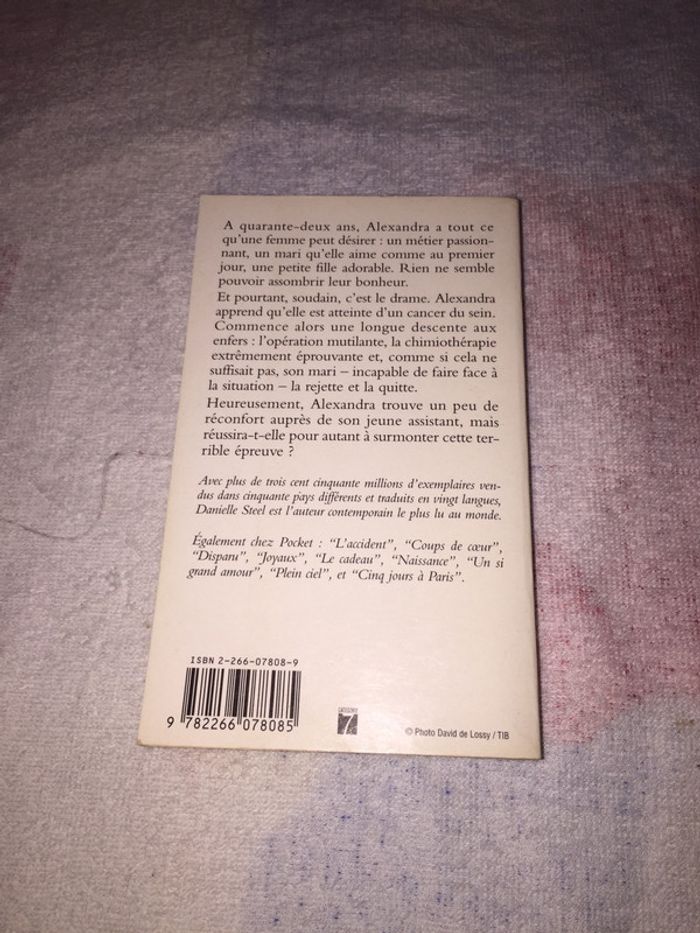 A quarante-deux ans, Alexandra a tout ce
qu'une femme peut désirer : un métier passion-
nant, un mari qu'elle aime comme au premier
jour, une petite fille adorable. Rien ne semble
pouvoir assombrir leur bonheur.
Et pourtant, soudain, c'est le drame. Alexandra
apprend qu'elle est atteinte d'un cancer du sein.
Commence alors une longue descente aux
enfers : l'opération mutilante, la chimiothérapie
extrêmement éprouvante et, comme si cela ne
suffisait pas, son mari – incapable de faire face à
la situation – la rejette et la quitte.
Heureusement, Alexandra trouve un peu de
réconfort auprès de son jeune assistant, mais
réussira-t-elle pour autant à surmonter cette ter-
rible épreuve ?
Avec plus de trois cent cinquante millions d'exemplaires ven-
dus dans cinquante pays différents et traduits en vingt langues,
Danielle Steel est l'auteur contemporain le plus lu au monde.
Également chez Pocket : "L'accident", "Coups de cœur",
"Disparu", "Joyaux", "Le cadeau", "Naissance", "Un si
grand amour", "Plein ciel", et "Cinq jours à Paris".
ISBN 2-266-07808-9
9 782266 078085
CATÉGORIE
7
© Photo David de Lossy / TIB